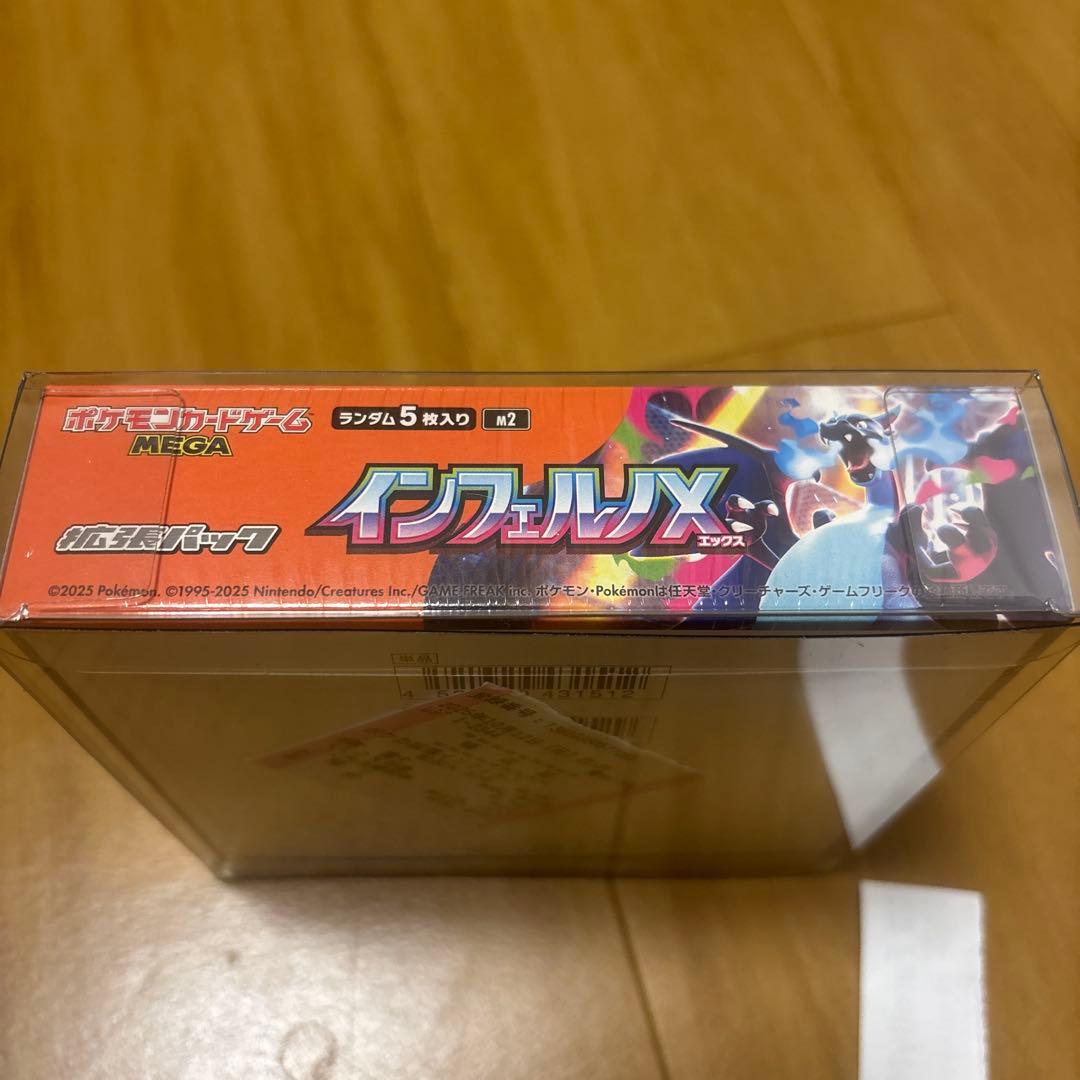 ポケモンカードゲーム
MEGA
ランダム5枚入り M2
拡張パック
インフェルノX
エックス
©2025 Pokémon. ©1995-2025 Nintendo/Creatures Inc./GAME FREAK inc. ポケモン・Pokémonは任天堂・クリーチャーズ・ゲームフリークの
単品
431512